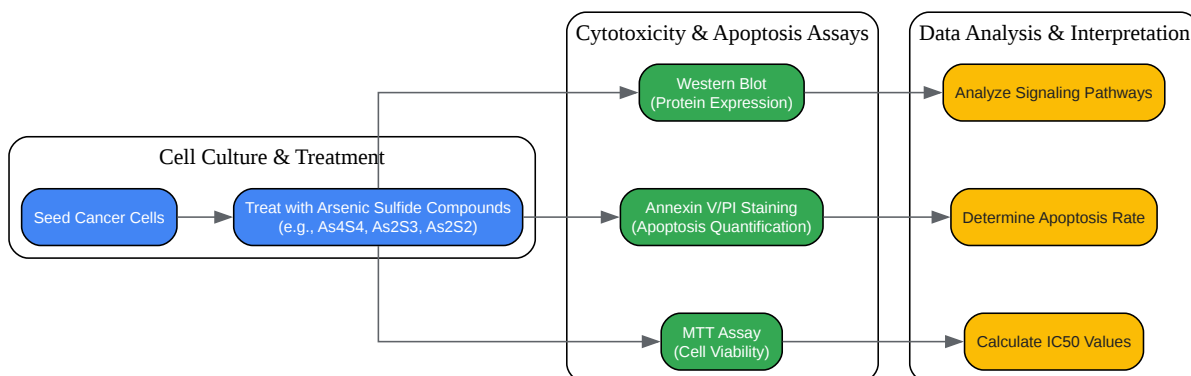 Cell Culture & Treatment
Seed Cancer Cells
Treat with Arsenic Sulfide Compounds
(e.g., As4S4, As2S3, As2S2)
Cytotoxicity & Apoptosis Assays
Western Blot
(Protein Expression)
Annexin V/PI Staining
(Apoptosis Quantification)
MTT Assay
(Cell Viability)
Data Analysis & Interpretation
Analyze Signaling Pathways
Determine Apoptosis Rate
Calculate IC50 Values